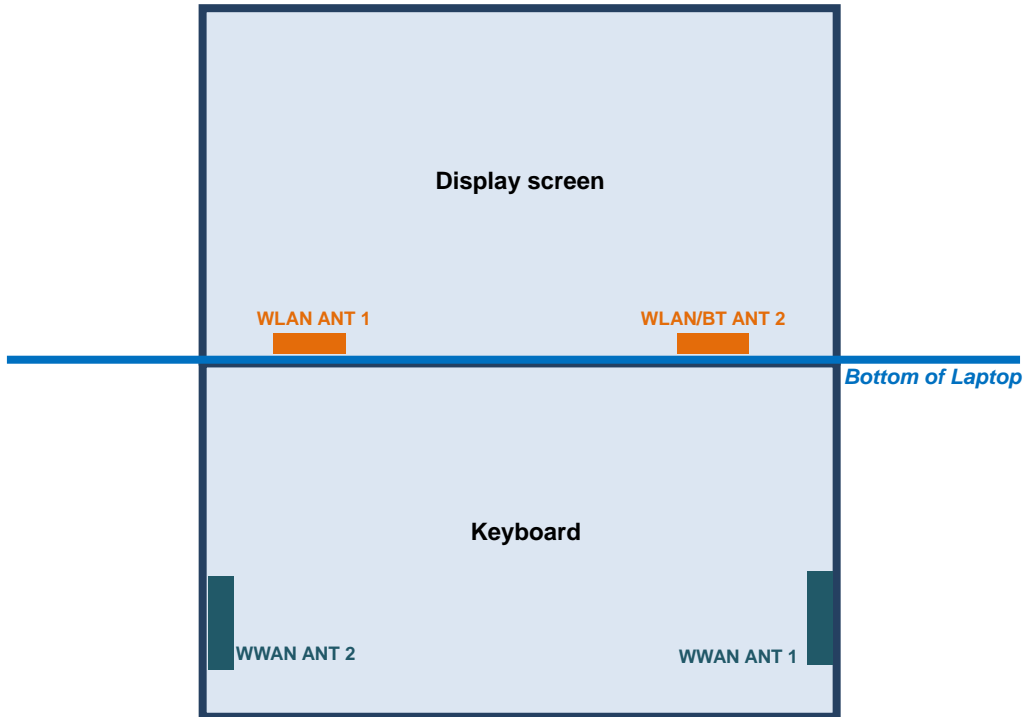 Display screen
WLAN ANT 1
WLAN/BT ANT 2
Bottom of Laptop
Keyboard
WWAN ANT 2
WWAN ANT 1